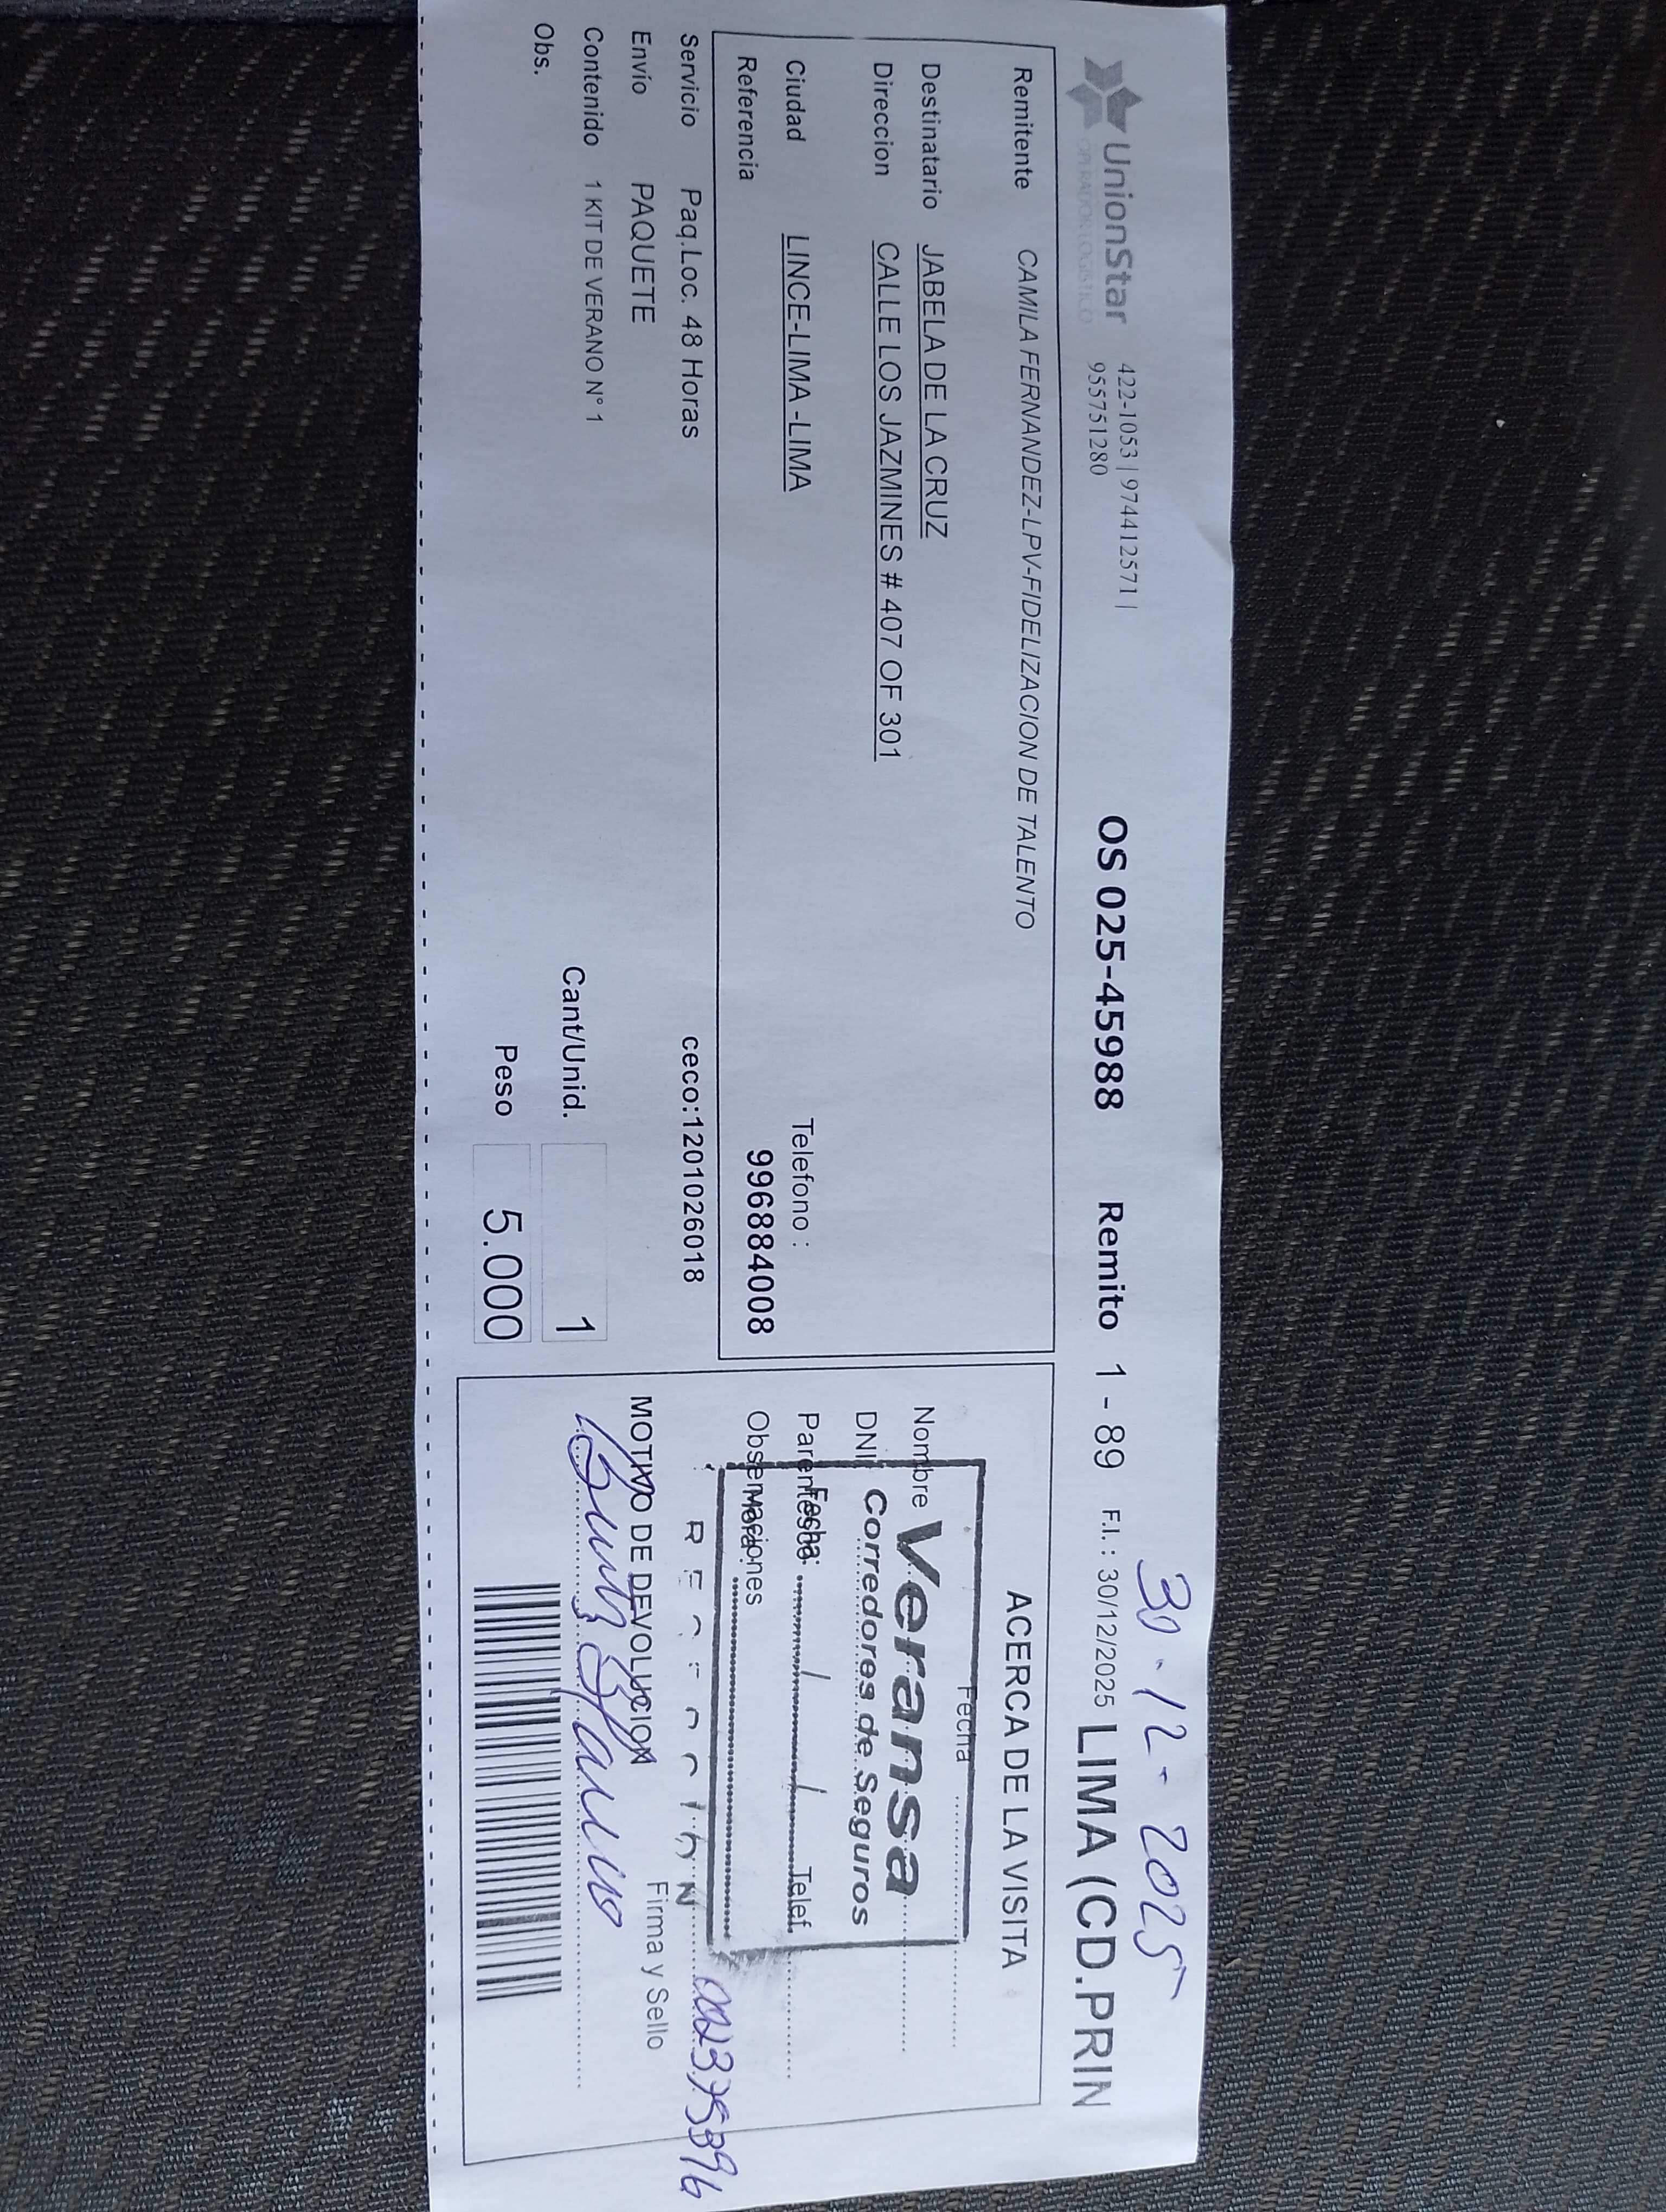 30-12-2025
UnionStar 422-1053 | 974412571 | OS 025-45988 Remito 1 - 89 F.I. : 30/12/2025 LIMA (CD.PRIN
OPERADOR LOGISTICO 955751280
Remitente CAMILA FERNANDEZ-LPV-FIDELIZACION DE TALENTO
Destinatario JABELA DE LA CRUZ
Direccion CALLE LOS JAZMINES # 407 OF 301
Ciudad LINCE-LIMA -LIMA
Telefono :
Referencia 996884008
Servicio Paq.Loc. 48 Horas ceco:1201026018
Envío PAQUETE
Contenido 1 KIT DE VERANO N° 1
Cant/Unid. 1
Obs.
Peso 5.000
ACERCA DE LA VISITA
Fecha
Nombre
Veransa
DNI
Corredores de Seguros
Parentesco Telef.
Fecha:
Observaciones
Hora:
Firma y Sello
MOTIVO DE DEVOLUCION